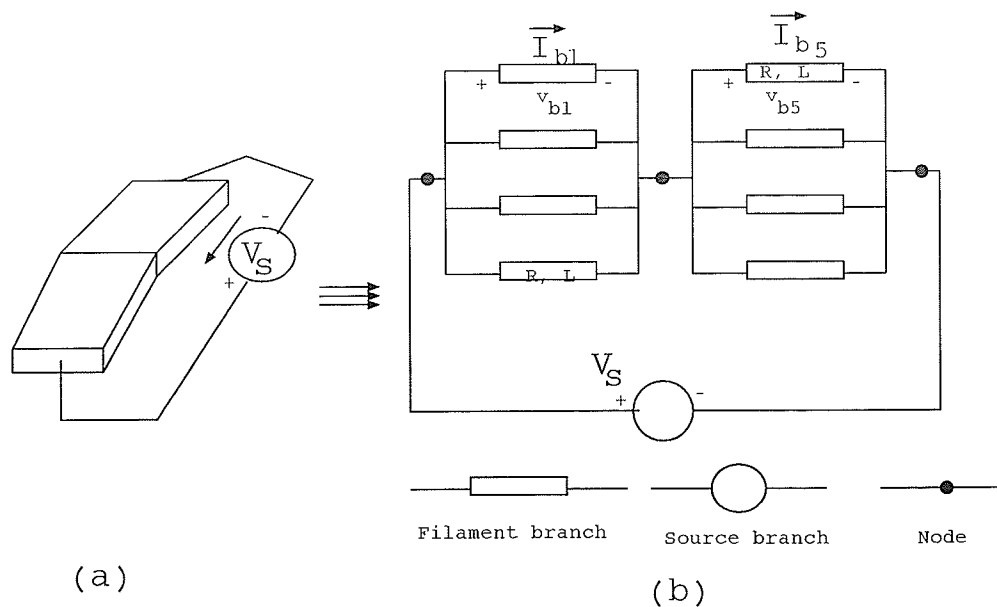 I b1
I b5
+ -
+ R, L -
v b1
v b5
R, L
-
V S
+
V S
+ -
Filament branch
Source branch
Node
(a)
(b)